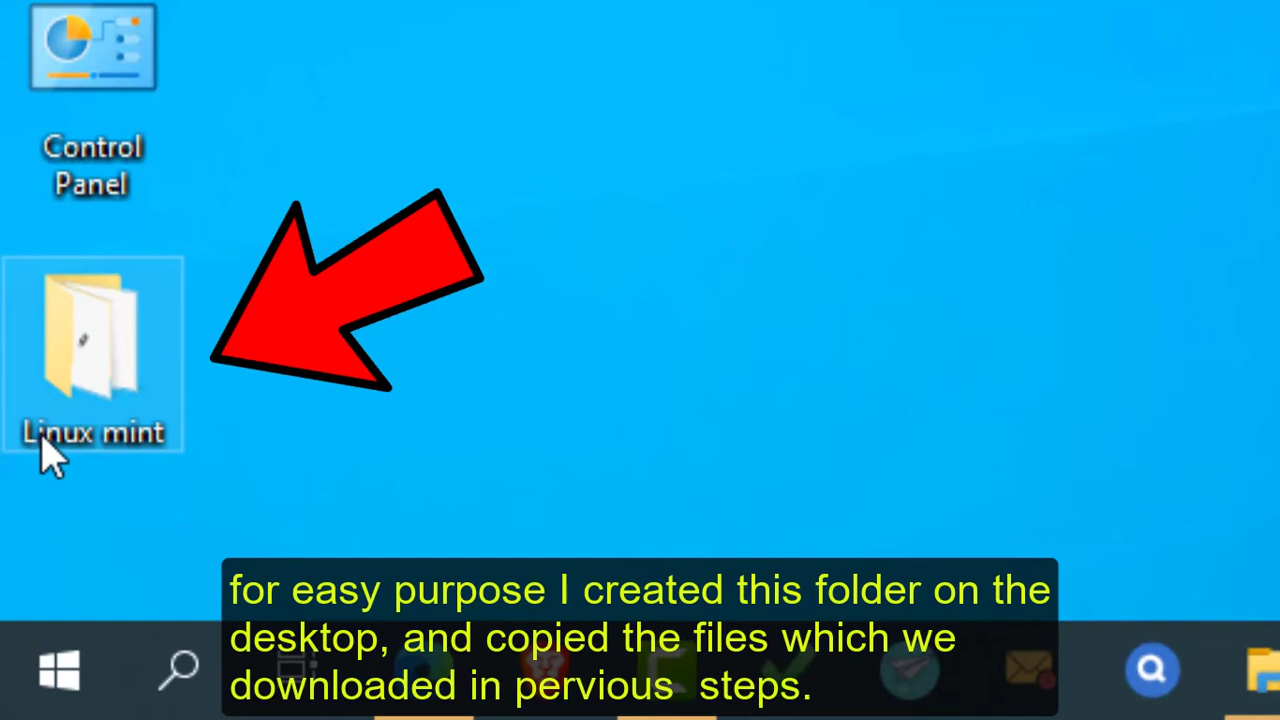 Control
Panel
Linux mint
for easy purpose I created this folder on the
desktop, and copied the files which we
downloaded in pervious  steps.